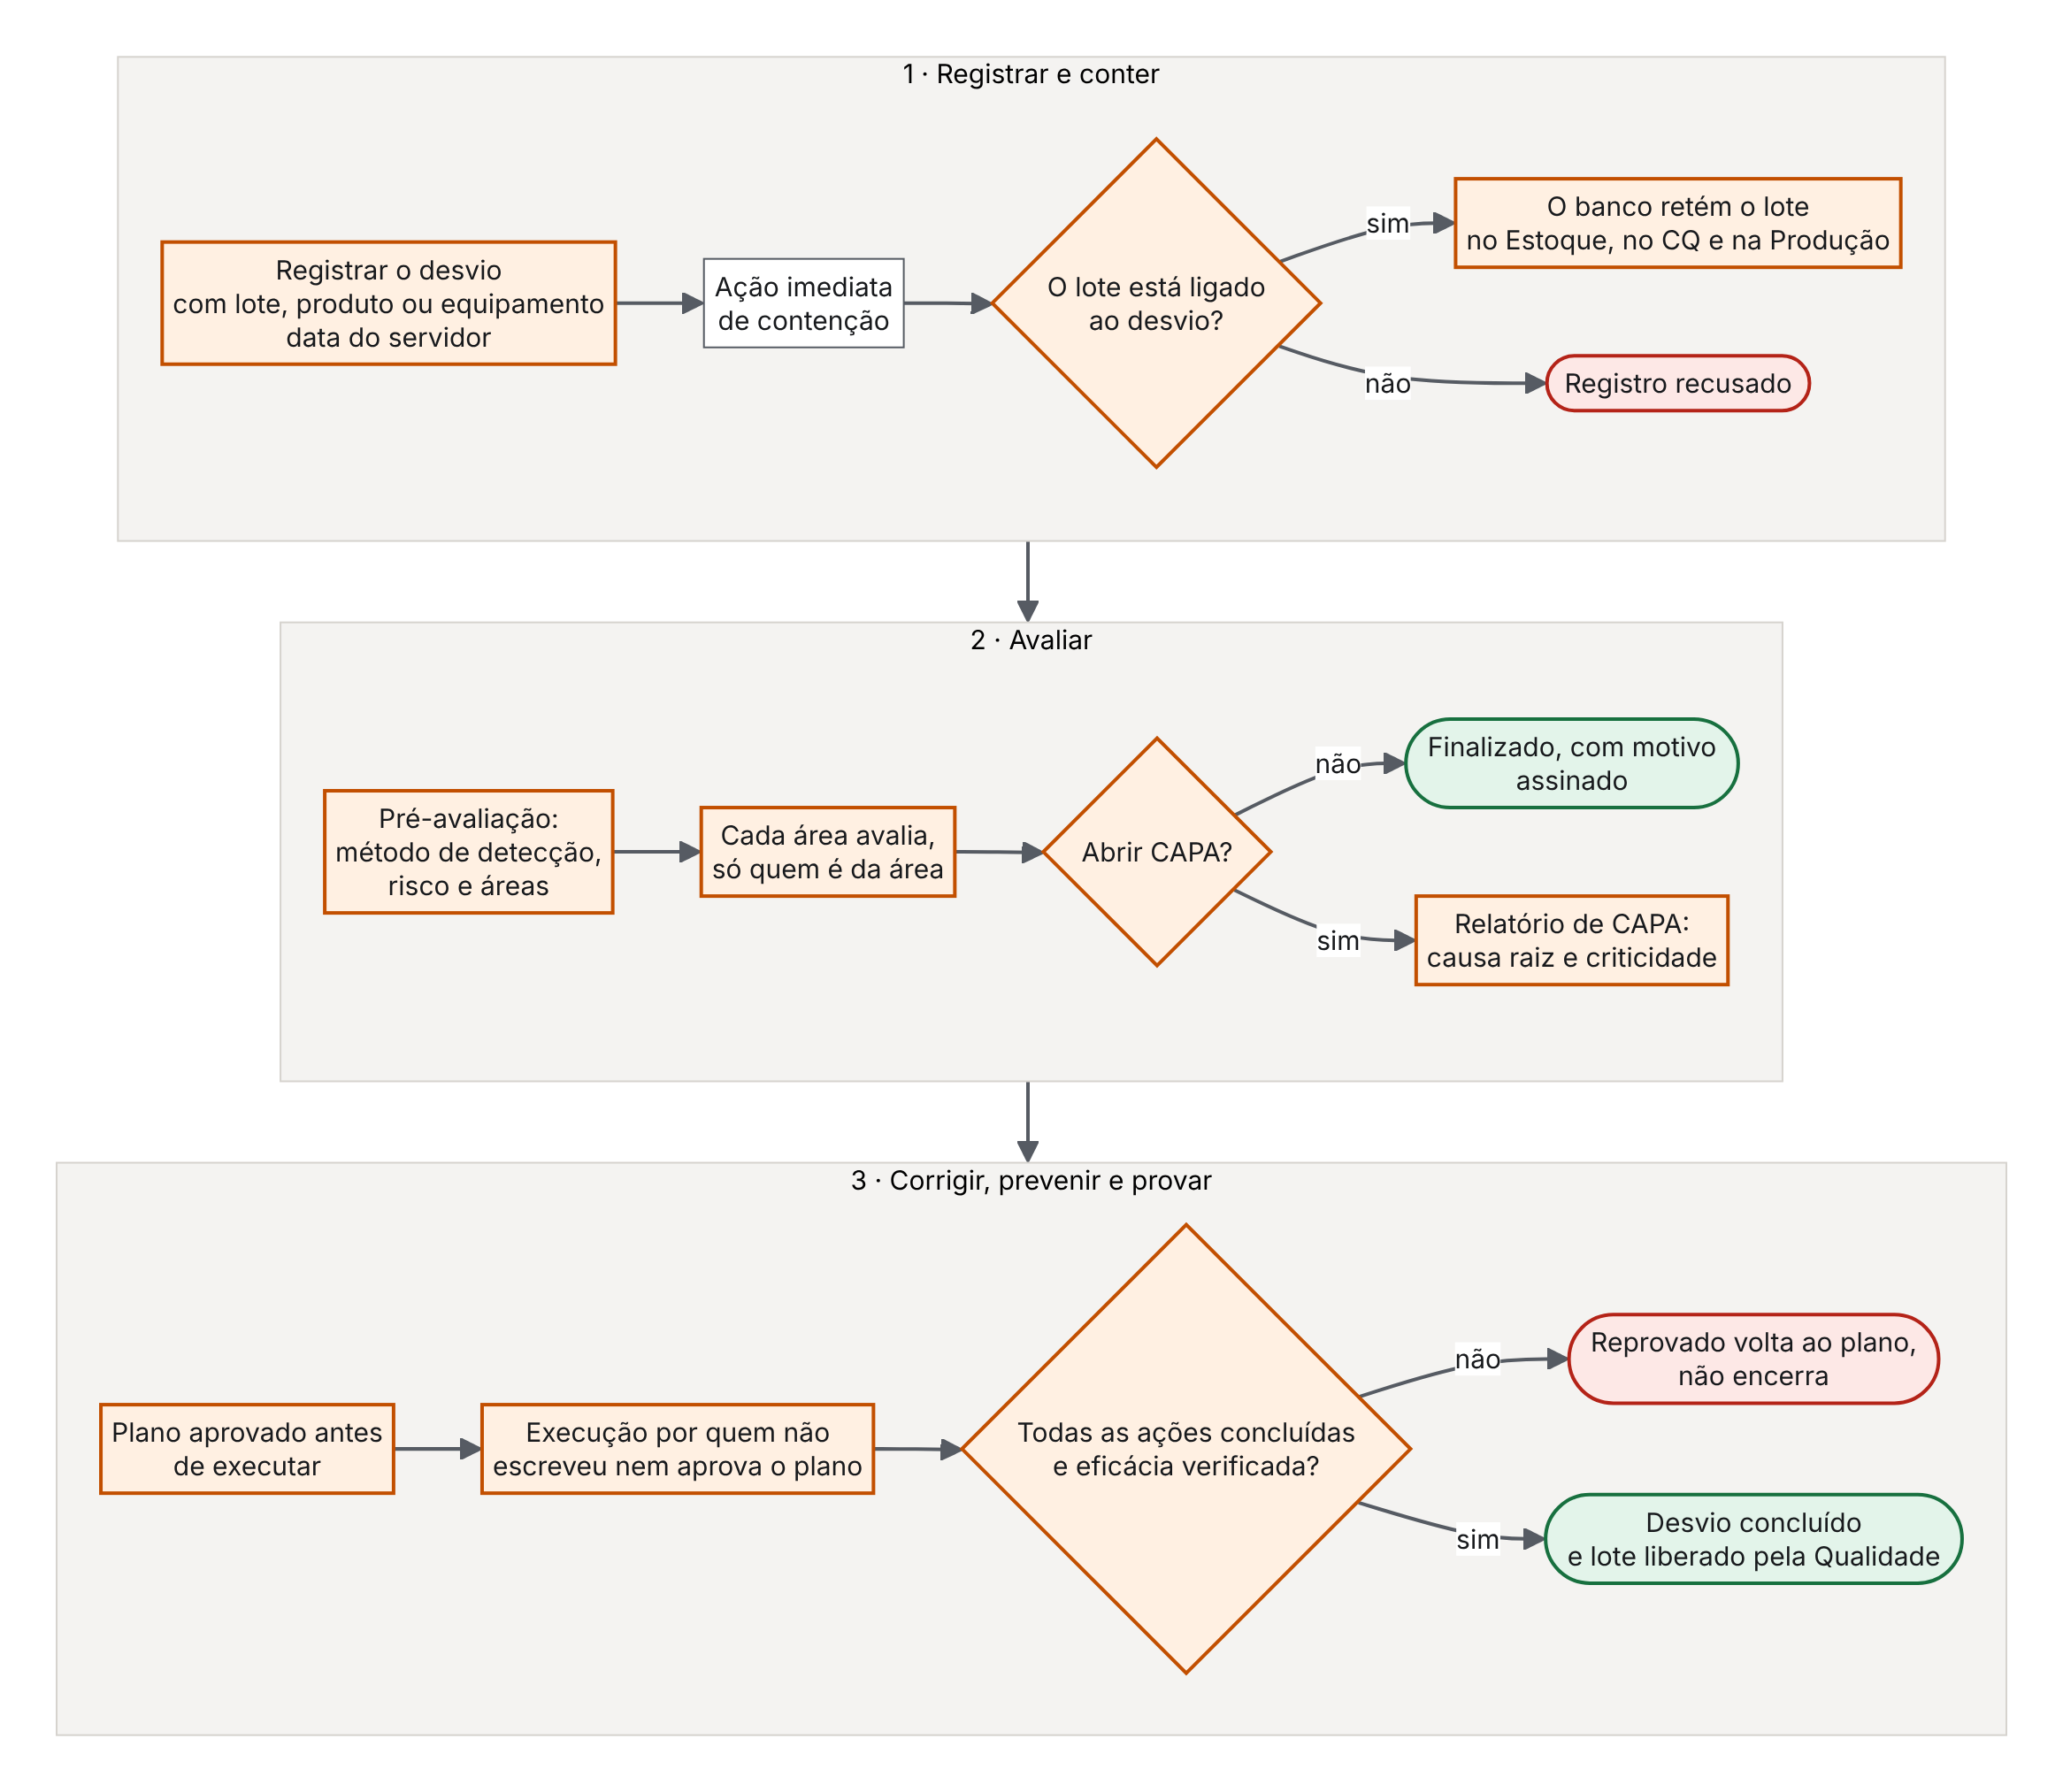 1 · Registrar e conter
Registrar o desvio
com lote, produto ou equipamento
data do servidor
Ação imediata
de contenção
O lote está ligado
ao desvio?
sim
O banco retém o lote
no Estoque, no CQ e na Produção
não
Registro recusado
2 · Avaliar
Pré-avaliação:
método de detecção,
risco e áreas
Cada área avalia,
só quem é da área
Abrir CAPA?
não
Finalizado, com motivo
assinado
sim
Relatório de CAPA:
causa raiz e criticidade
3 · Corrigir, prevenir e provar
Plano aprovado antes
de executar
Execução por quem não
escreveu nem aprova o plano
Todas as ações concluídas
e eficácia verificada?
não
Reprovado volta ao plano,
não encerra
sim
Desvio concluído
e lote liberado pela Qualidade